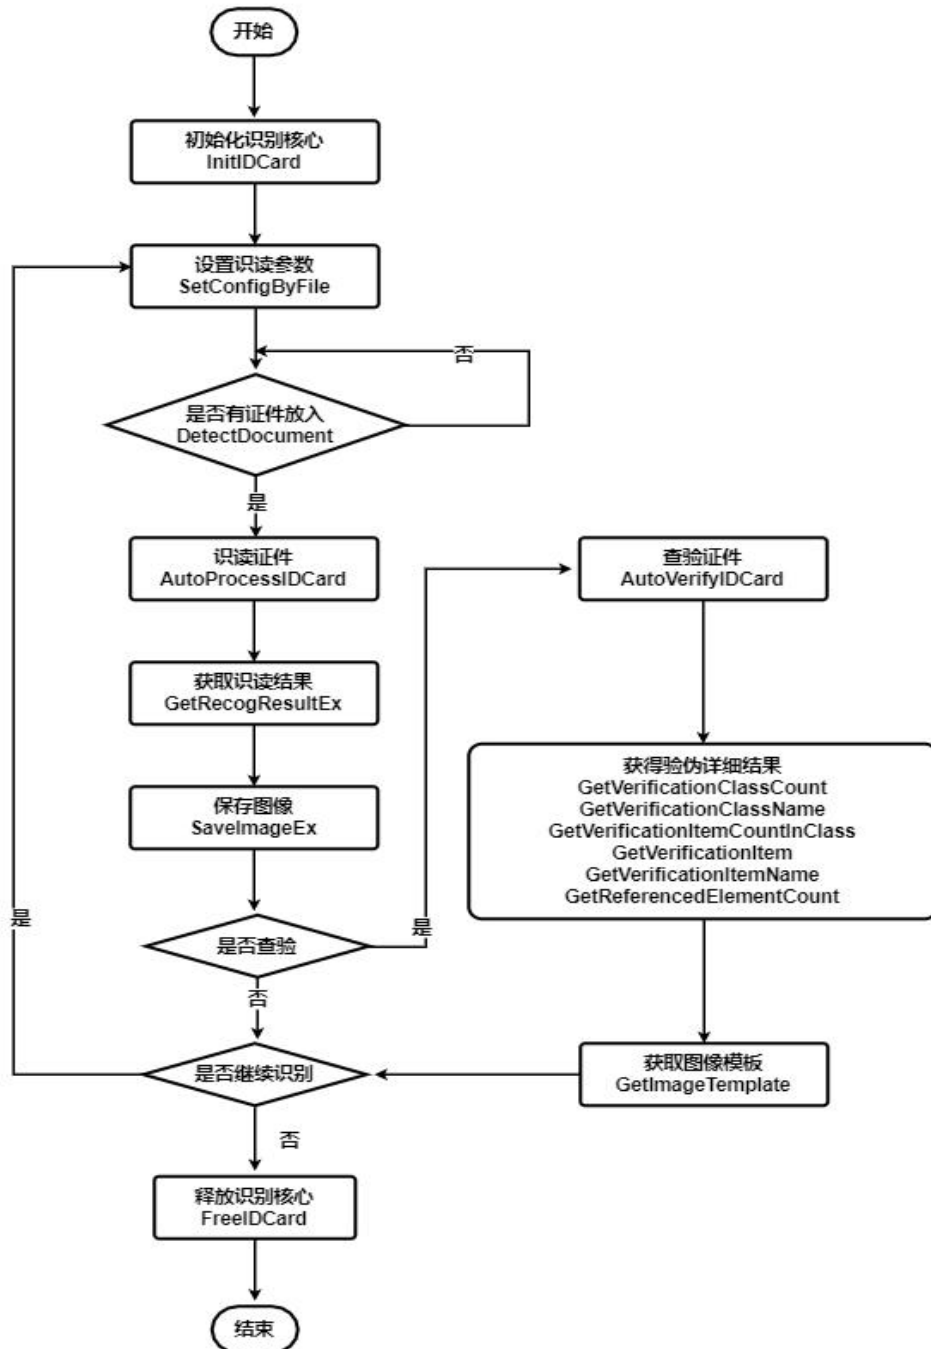 开始
初始化识别核心
InitIDCard
设置识读参数
SetConfigByFile
否
是否有证件放入
DetectDocument
是
识读证件
AutoProcessIDCard
查验证件
AutoVerifyIDCard
获取识读结果
GetRecogResultEx
获得验伪详细结果
GetVerificationClassCount
GetVerificationClassName
GetVerificationItemCountInClass
GetVerificationItem
GetVerificationItemName
GetReferencedElementCount
保存图像
SaveImageEx
是
是
是否查验
否
是否继续识别
获取图像模板
GetImageTemplate
否
释放识别核心
FreeIDCard
结束